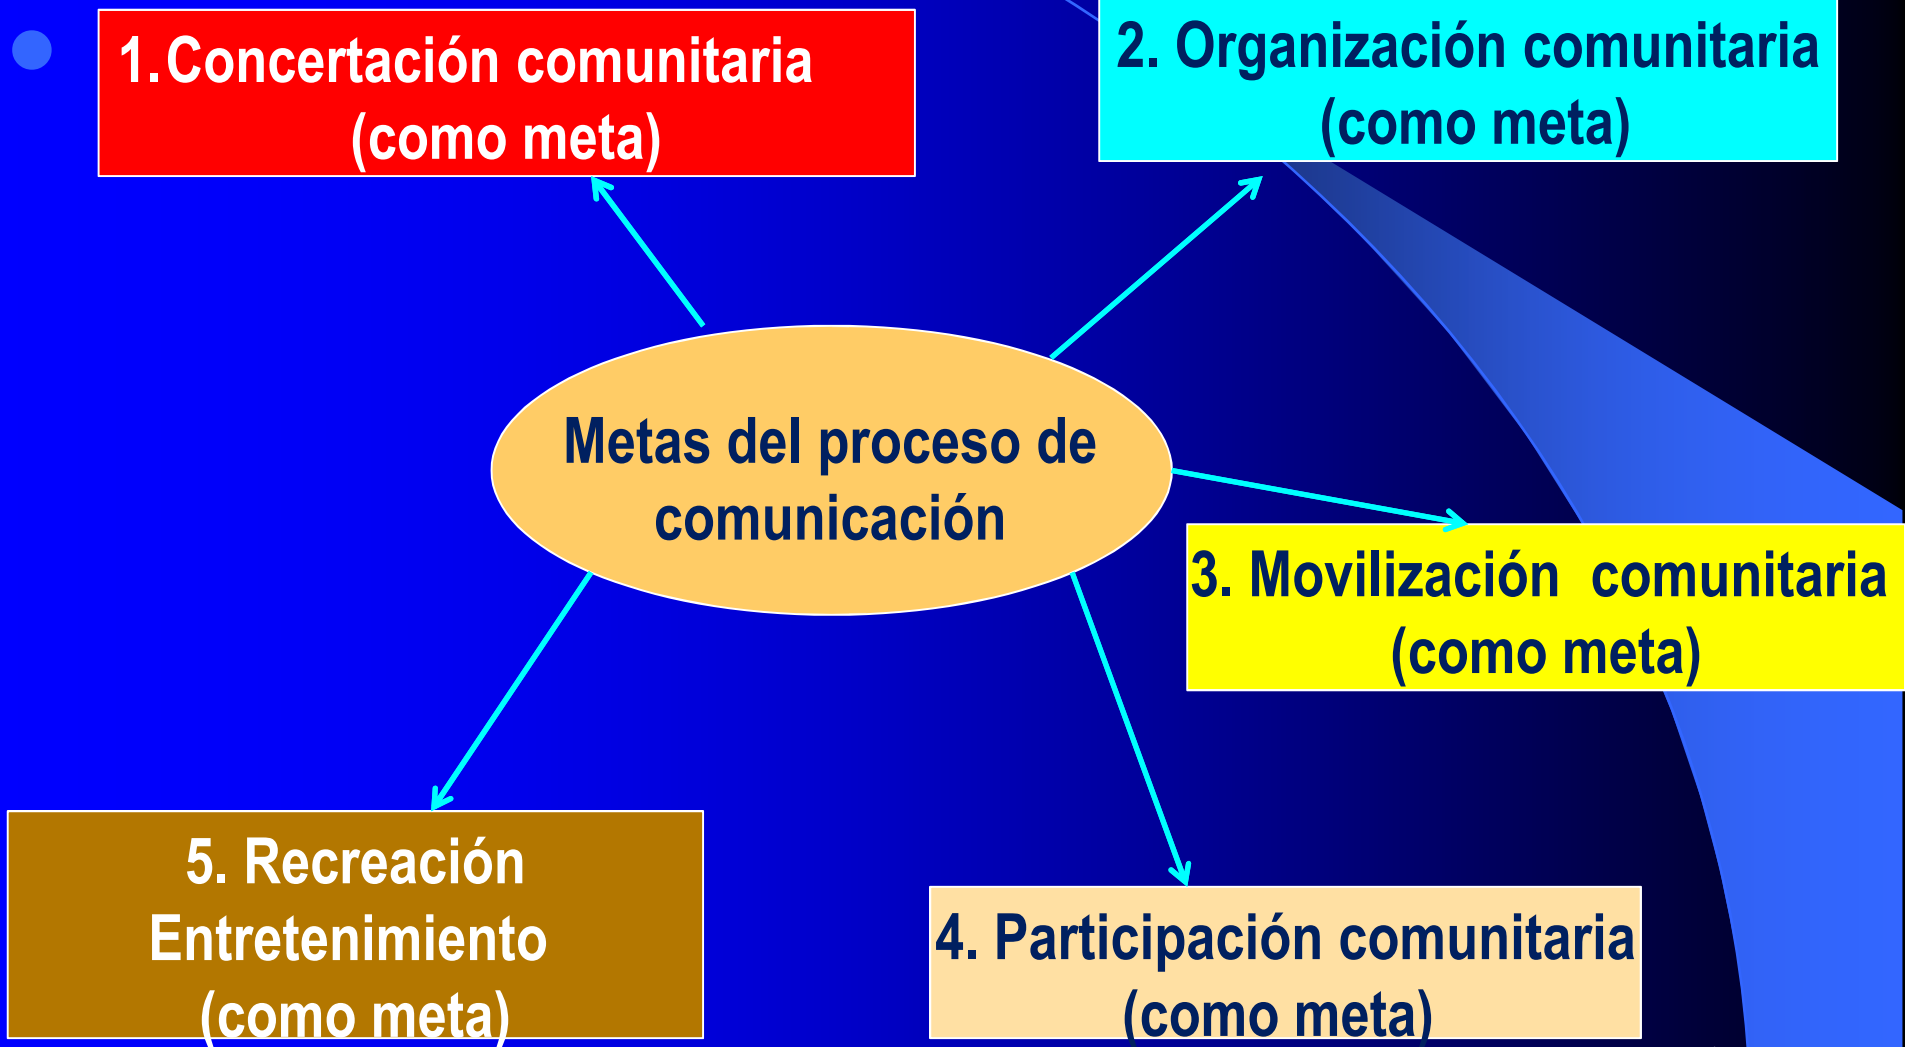 1.Concertación comunitaria
(como meta)
2. Organización comunitaria
(como meta)
Metas del proceso de
comunicación
3. Movilización  comunitaria
(como meta)
4. Participación comunitaria
(como meta)
5. Recreación
Entretenimiento
(como meta)